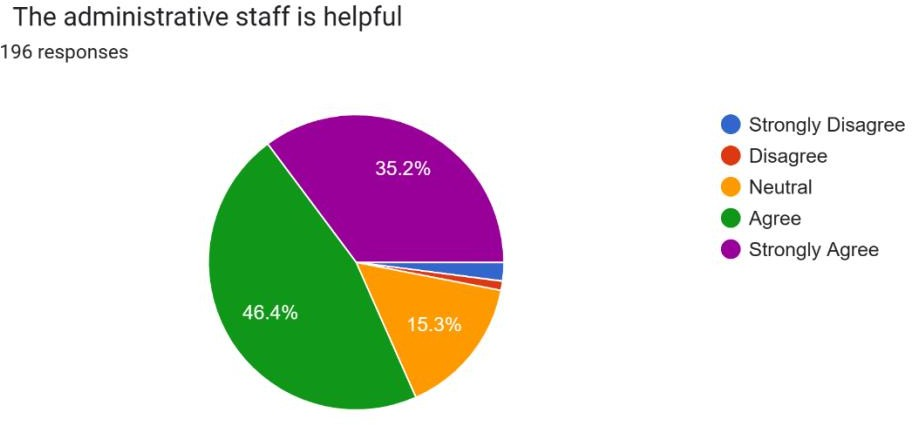 The administrative staff is helpful
196 responses
35.2%
46.4%
15.3%
Strongly Disagree
Disagree
Neutral
Agree
Strongly Agree